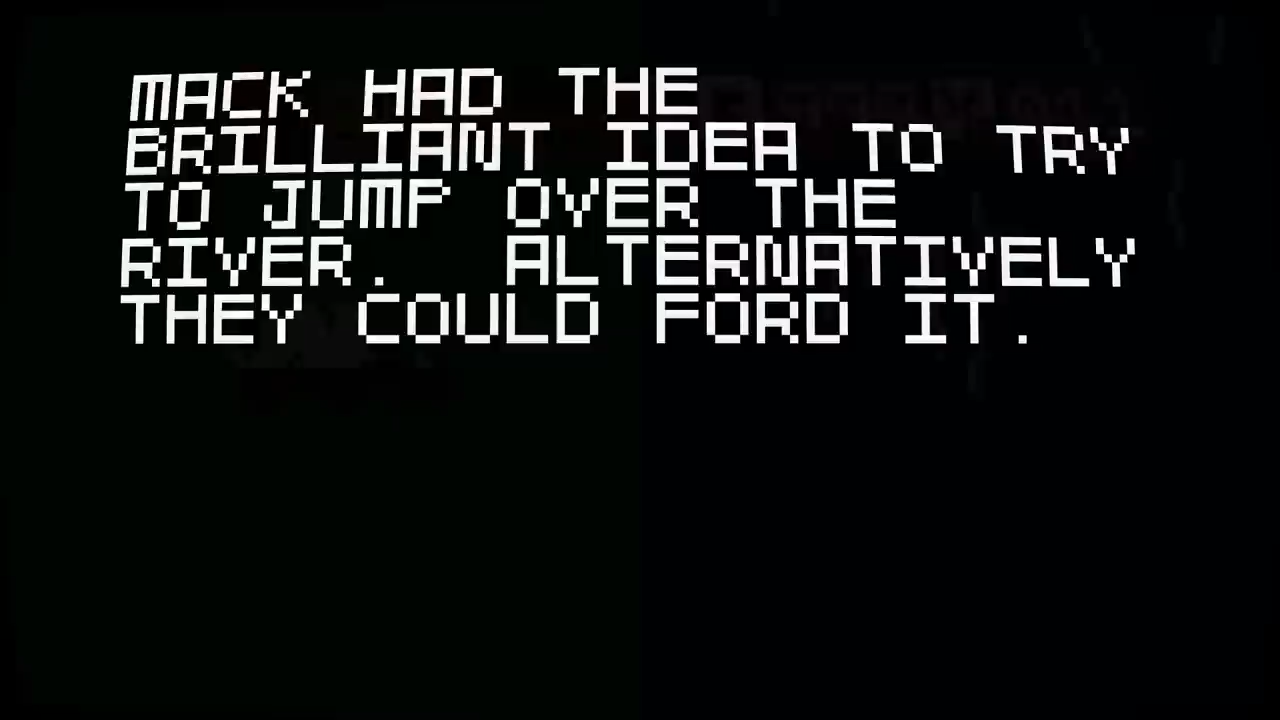 MACK HAD THE
BRILLIANT IDEA TO TRY
TO JUMP OVER THE
RIVER.  ALTERNATIVELY
THEY COULD FORD IT.